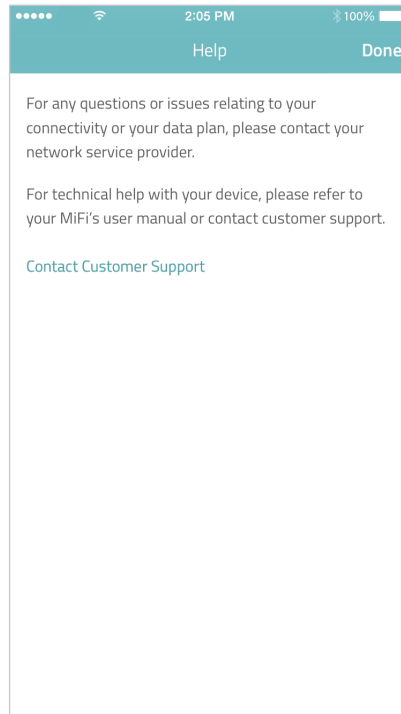 2:05 PM 100%
Help Done
For any questions or issues relating to your
connectivity or your data plan, please contact your
network service provider.
For technical help with your device, please refer to
your MiFi's user manual or contact customer support.
Contact Customer Support